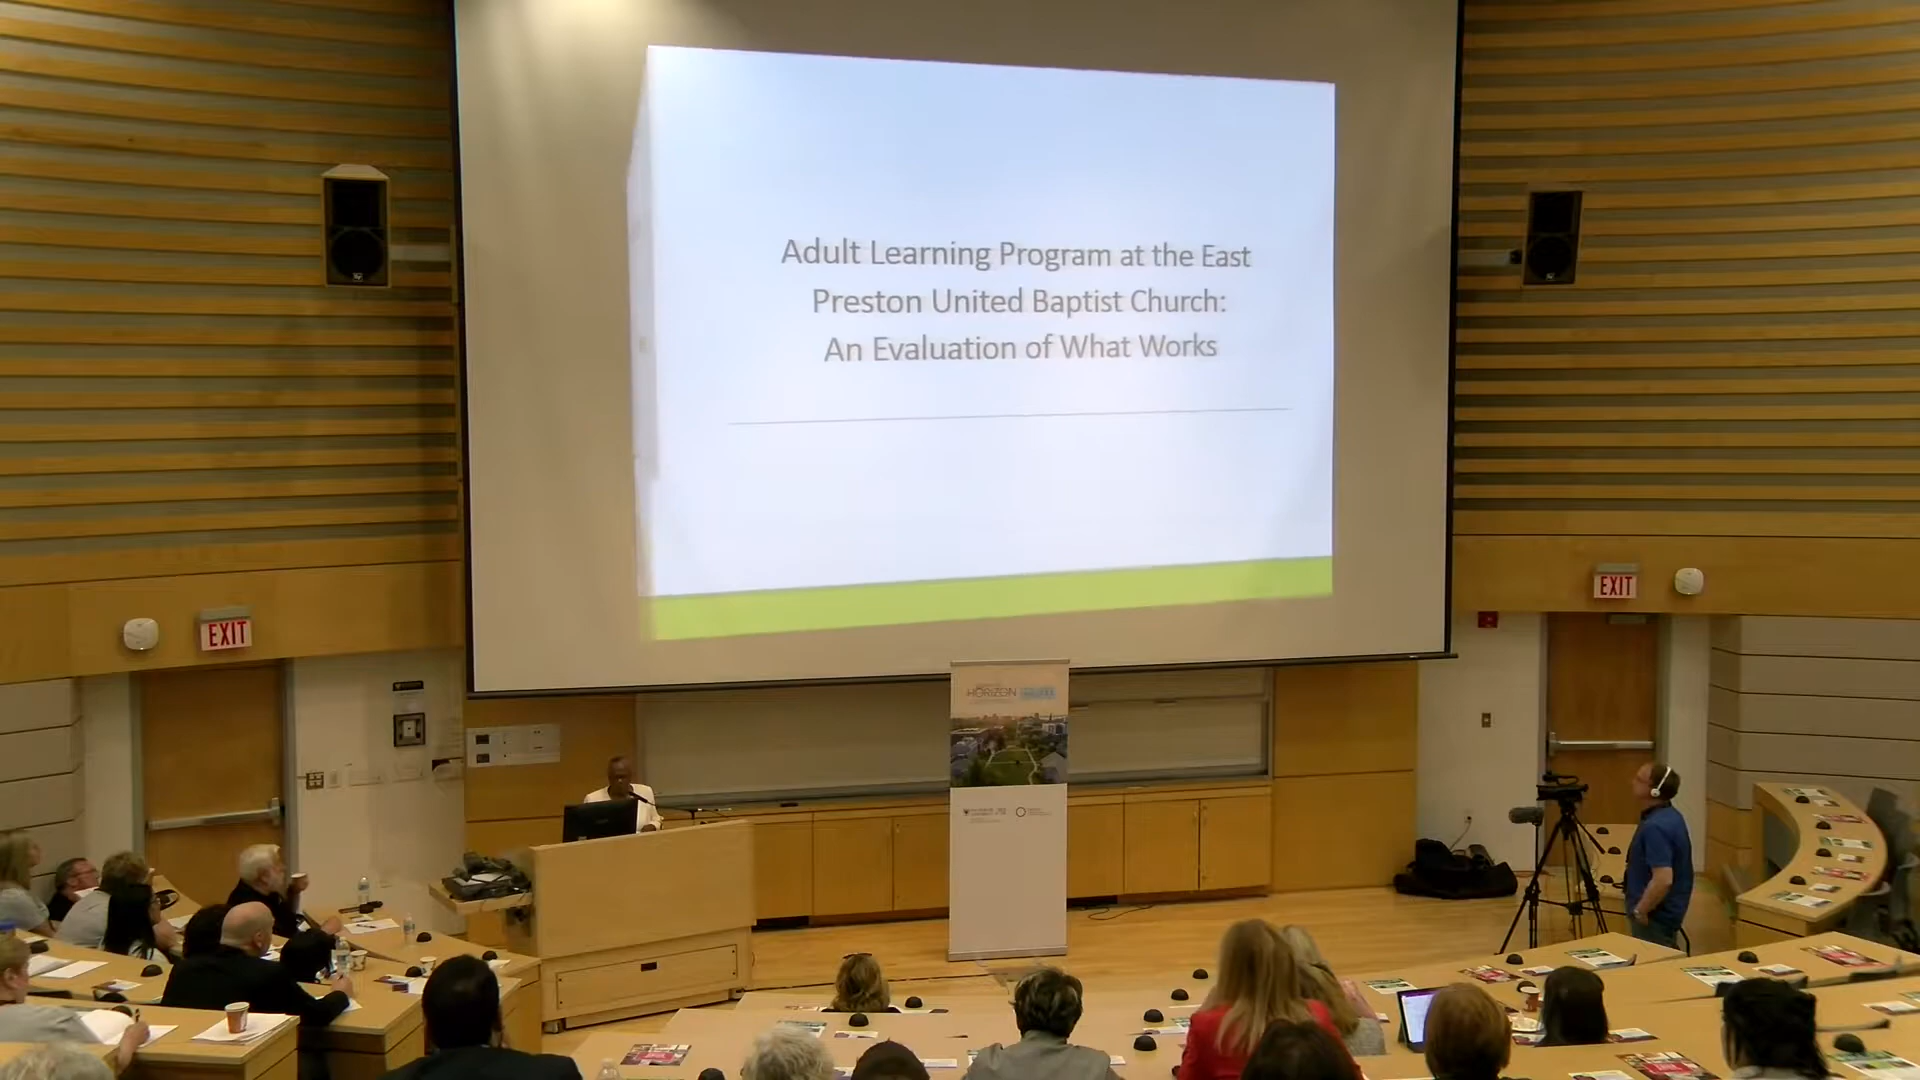 Adult Learning Program at the East
Preston United Baptist Church:
An Evaluation of What Works
EXIT
EXIT
HORIZON